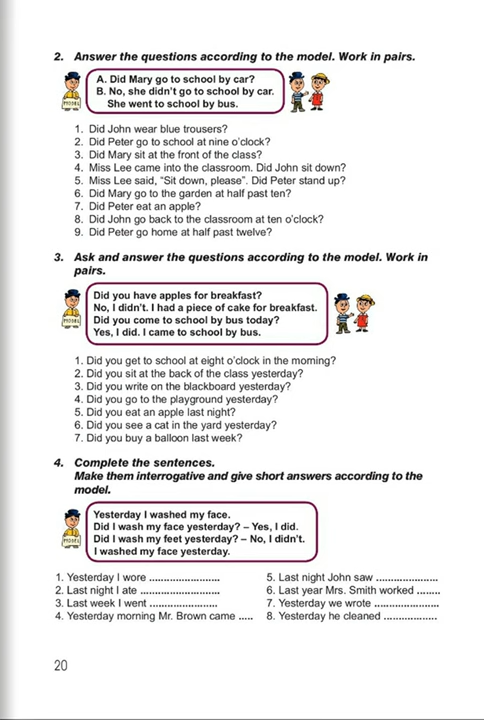 2. Answer the questions according to the model. Work in pairs.
MODEL
A. Did Mary go to school by car?
B. No, she didn't go to school by car.
She went to school by bus.
1. Did John wear blue trousers?
2. Did Peter go to school at nine o'clock?
3. Did Mary sit at the front of the class?
4. Miss Lee came into the classroom. Did John sit down?
5. Miss Lee said, "Sit down, please". Did Peter stand up?
6. Did Mary go to the garden at half past ten?
7. Did Peter eat an apple?
8. Did John go back to the classroom at ten o'clock?
9. Did Peter go home at half past twelve?
3. Ask and answer the questions according to the model. Work in
pairs.
MODEL
Did you have apples for breakfast?
No, I didn't. I had a piece of cake for breakfast.
Did you come to school by bus today?
Yes, I did. I came to school by bus.
1. Did you get to school at eight o'clock in the morning?
2. Did you sit at the back of the class yesterday?
3. Did you write on the blackboard yesterday?
4. Did you go to the playground yesterday?
5. Did you eat an apple last night?
6. Did you see a cat in the yard yesterday?
7. Did you buy a balloon last week?
4. Complete the sentences.
Make them interrogative and give short answers according to the
model.
MODEL
Yesterday I washed my face.
Did I wash my face yesterday? – Yes, I did.
Did I wash my feet yesterday? – No, I didn't.
I washed my face yesterday.
1. Yesterday I wore ........................
2. Last night I ate ...........................
3. Last week I went .......................
4. Yesterday morning Mr. Brown came .....
5. Last night John saw .....................
6. Last year Mrs. Smith worked ........
7. Yesterday we wrote ......................
8. Yesterday he cleaned ..................
20